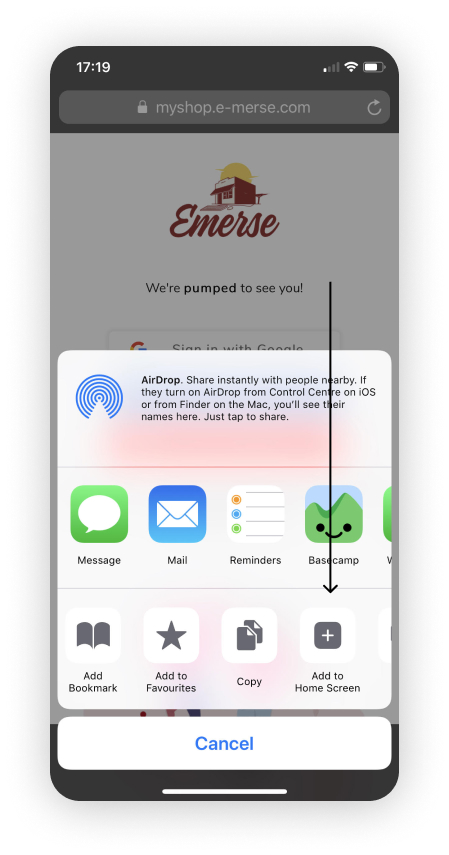 17:19
myshop.e-merse.com
Emerse
We're pumped to see you!
Sign in with Google
AirDrop. Share instantly with people nearby. If
they turn on AirDrop from Control Centre on iOS
or from Finder on the Mac, you'll see their
names here. Just tap to share.
Message Mail Reminders Basecamp W
Add Bookmark
Add to Favourites
Copy
Add to Home Screen
Cancel